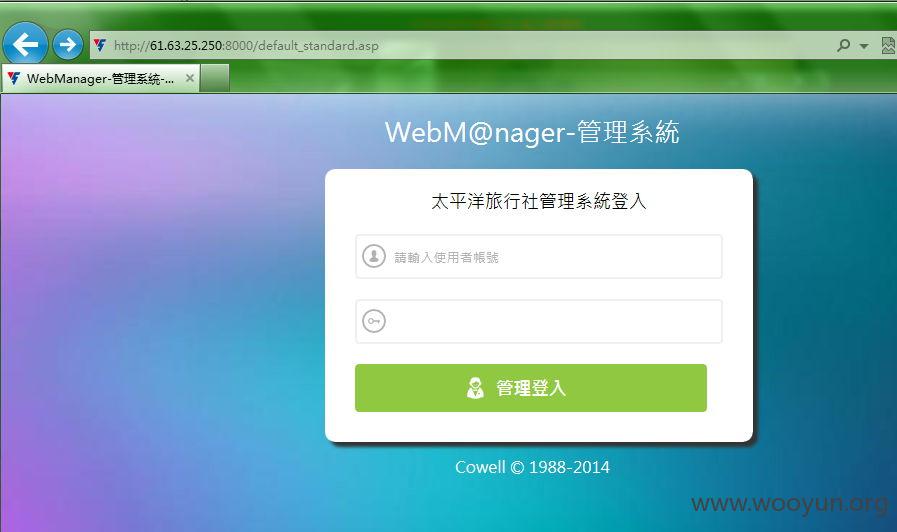 http://61.63.25.250:8000/default_standard.asp
WebManager-管理系統-...
WebM@nager-管理系統
太平洋旅行社管理系統登入
請輸入使用者帳號
管理登入
Cowell © 1988-2014
www.wooyun.org